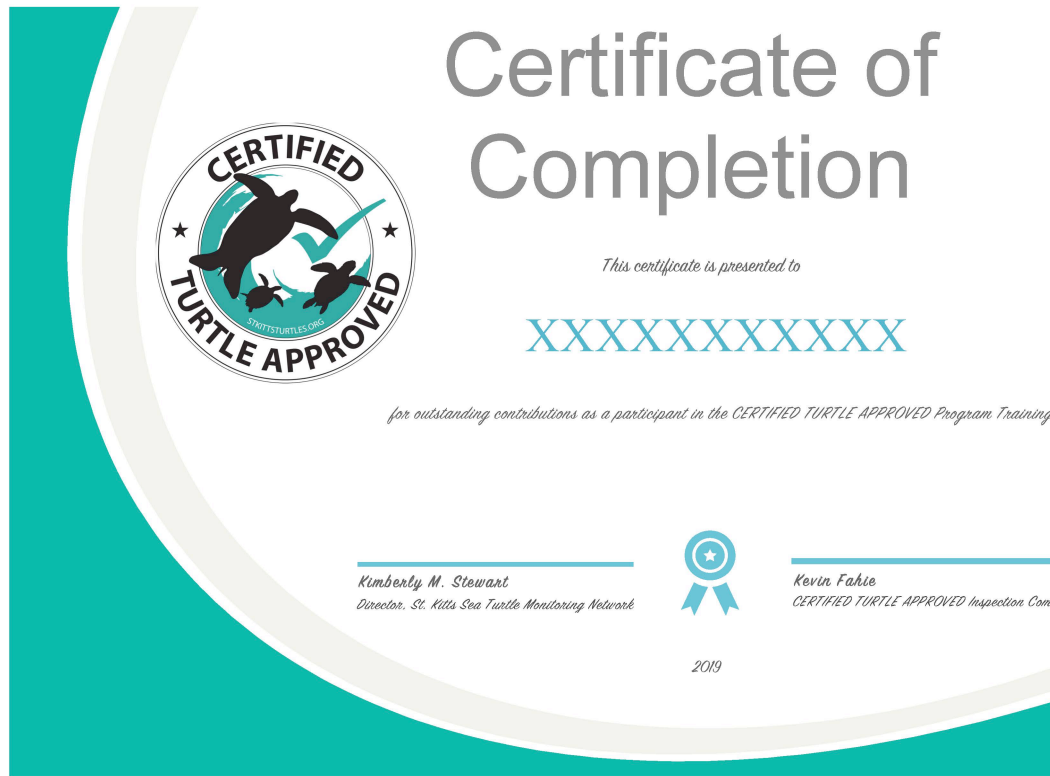 Certificate of
Completion
CERTIFIED
TURTLE APPROVED
STKITTSTURTLES.ORG
This certificate is presented to
XXXXXXXXXXX
for outstanding contributions as a participant in the CERTIFIED TURTLE APPROVED Program Training
Kimberly M. Stewart
Director, St. Kitts Sea Turtle Monitoring Network
Kevin Fahie
CERTIFIED TURTLE APPROVED Inspection Com
2019